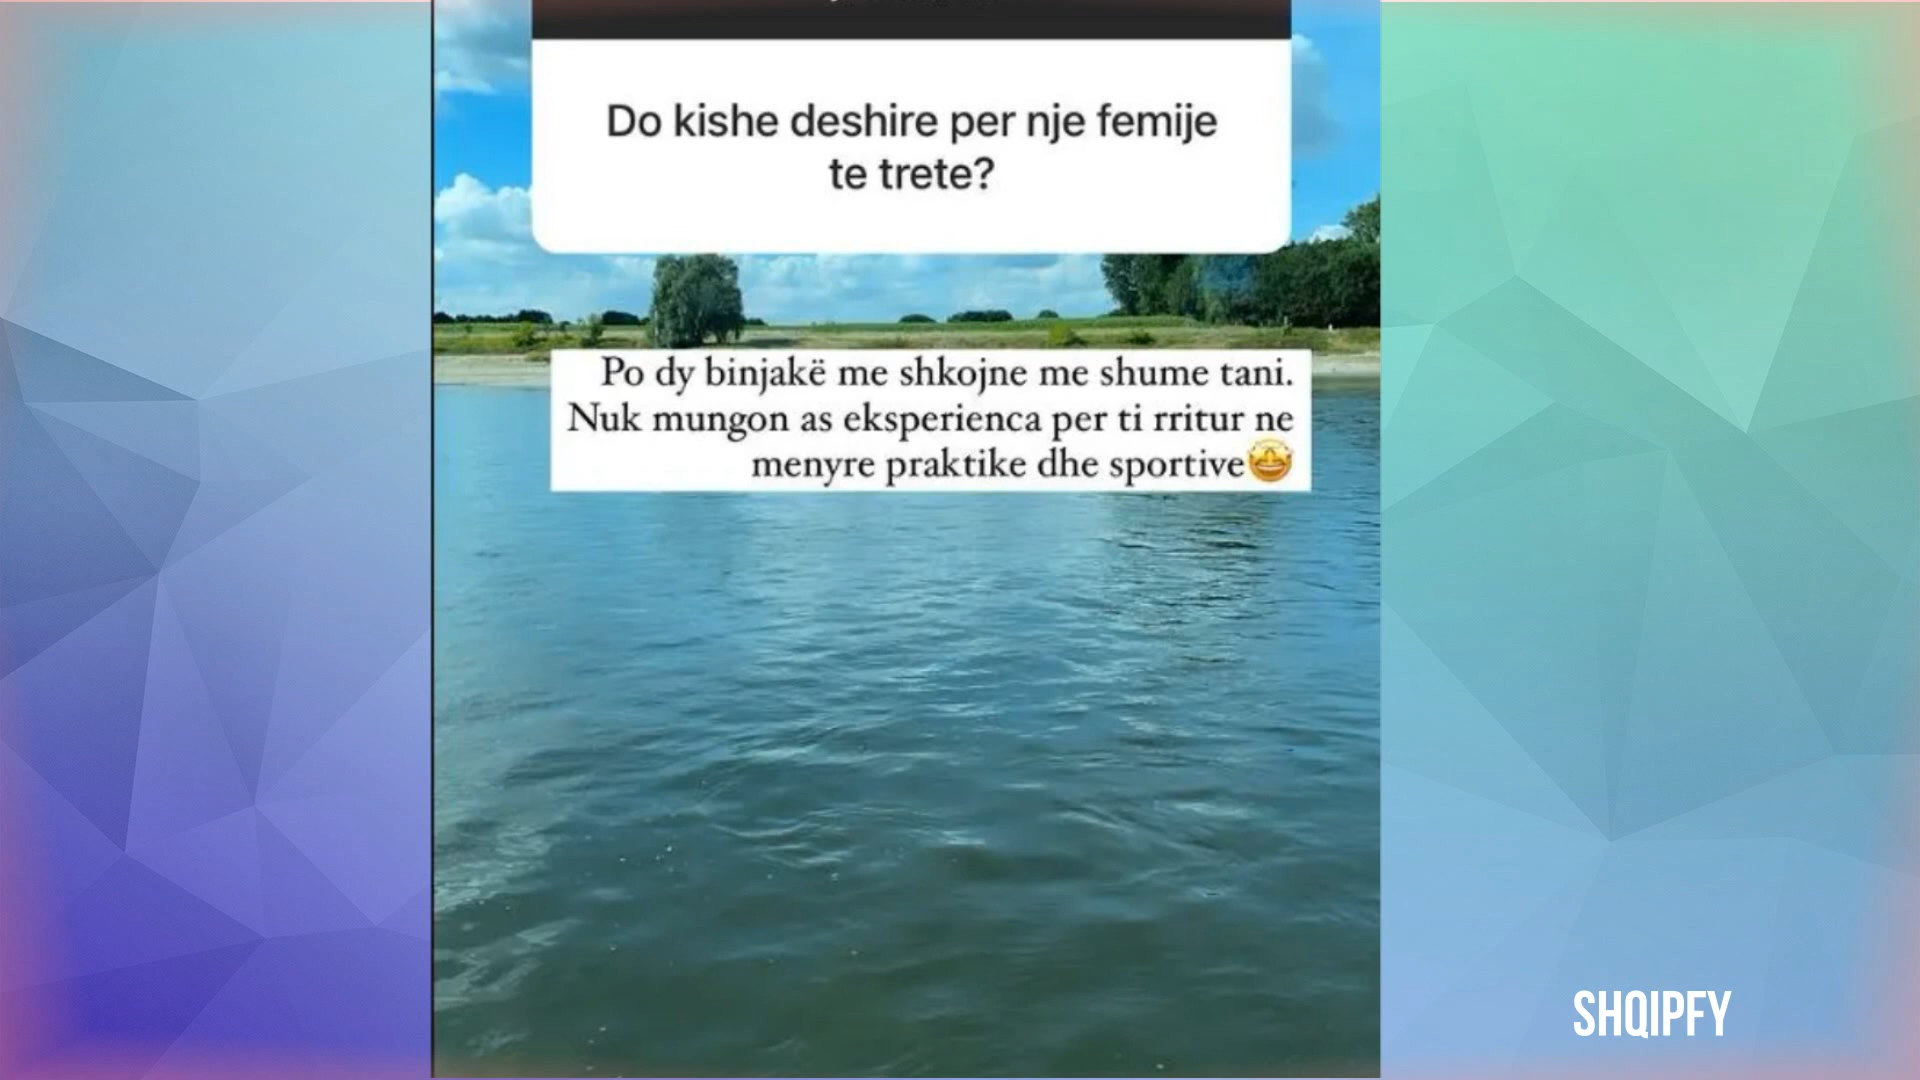 Do kishe deshire per nje femije
te trete?
Po dy binjakë me shkojne me shume tani.
Nuk mungon as eksperienca per ti rritur ne
menyre praktike dhe sportive🤩
SHQIPFY